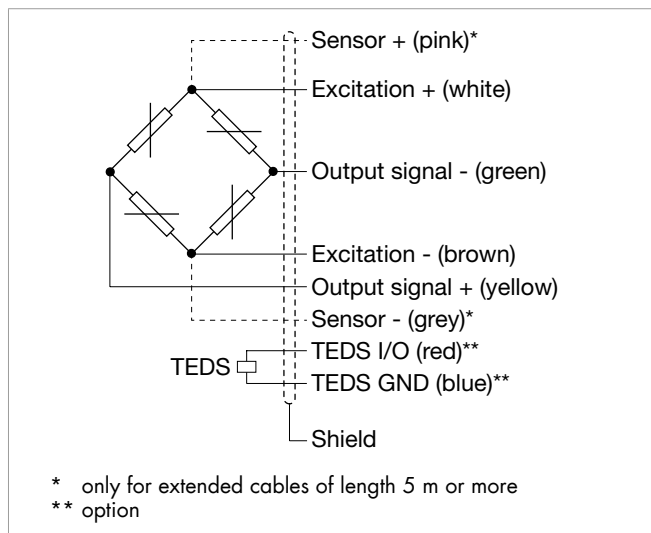 Sensor + (pink)*
Excitation + (white)
Output signal - (green)
Excitation - (brown)
Output signal + (yellow)
Sensor - (grey)*
TEDS I/O (red)**
TEDS
TEDS GND (blue)**
Shield
* only for extended cables of length 5 m or more
** option